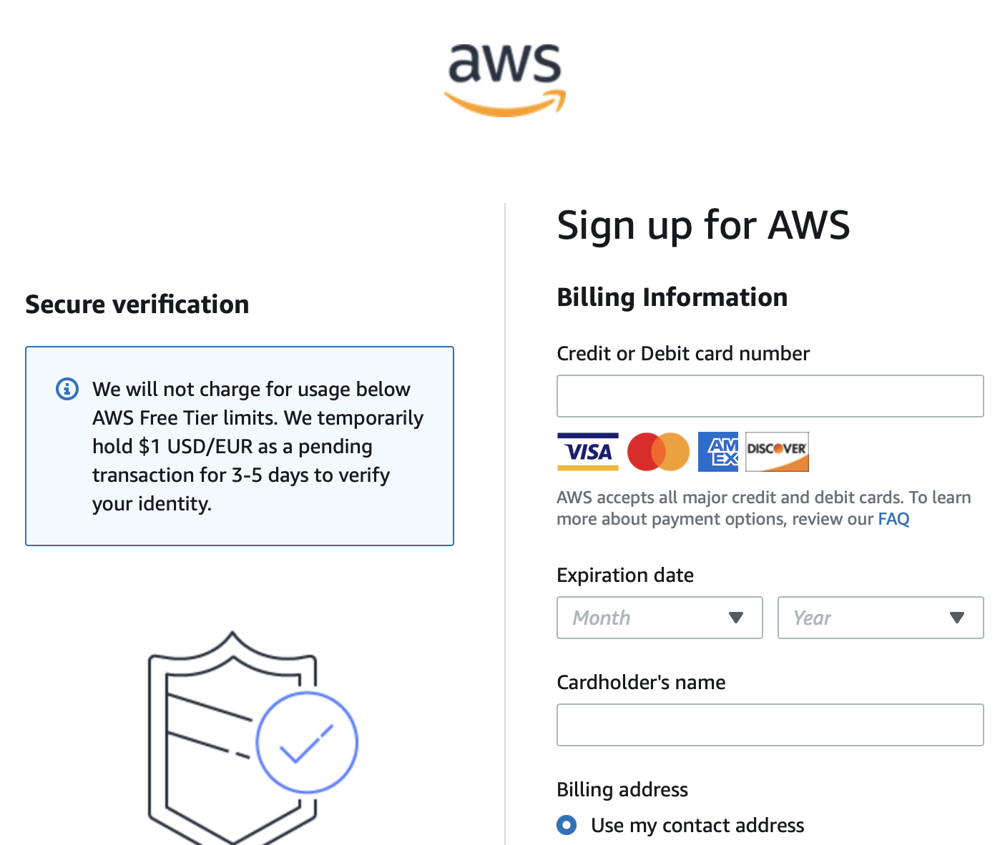 aws
Sign up for AWS
Secure verification
We will not charge for usage below
AWS Free Tier limits. We temporarily
hold $1 USD/EUR as a pending
transaction for 3-5 days to verify
your identity.
Billing Information
Credit or Debit card number
VISA
AM
EX
DISCOVER
AWS accepts all major credit and debit cards. To learn
more about payment options, review our FAQ
Expiration date
Month
Year
Cardholder's name
Billing address
Use my contact address